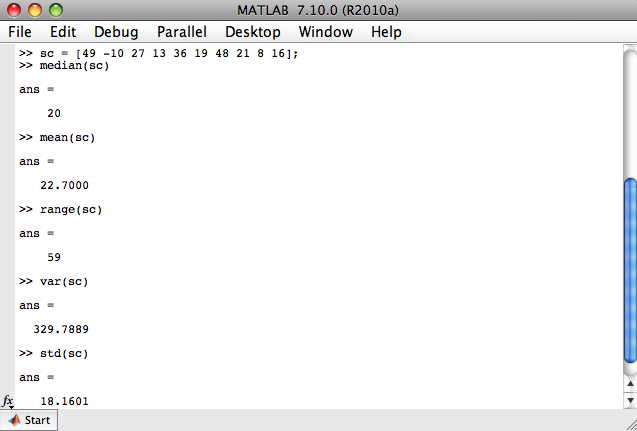 MATLAB 7.10.0 (R2010a)
File Edit Debug Parallel Desktop Window Help
>> sc = [49 -10 27 13 36 19 48 21 8 16];
>> median(sc)
ans =
20
>> mean(sc)
ans =
22.7000
>> range(sc)
ans =
59
>> var(sc)
ans =
329.7889
>> std(sc)
ans =
18.1601
fx
Start